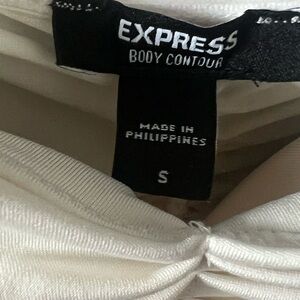 EXPRESS
BODY CONTOUR
MADE IN
PHILIPPINES
S